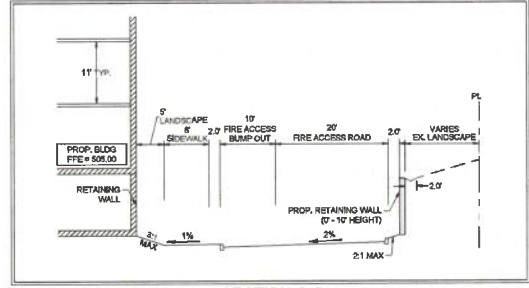 11' TYP.
5'
LANDSCAPE
6'
SIDEWALK
2.0'
10'
FIRE ACCESS
BUMP OUT
20'
FIRE ACCESS ROAD
2.0'
VARIES
EX. LANDSCAPE
PL
PROP. BLDG
FFE = 505.00
RETAINING
WALL
2.0'
PROP. RETAINING WALL
(0' - 10' HEIGHT)
3:1
MAX
1%
2%
2:1 MAX